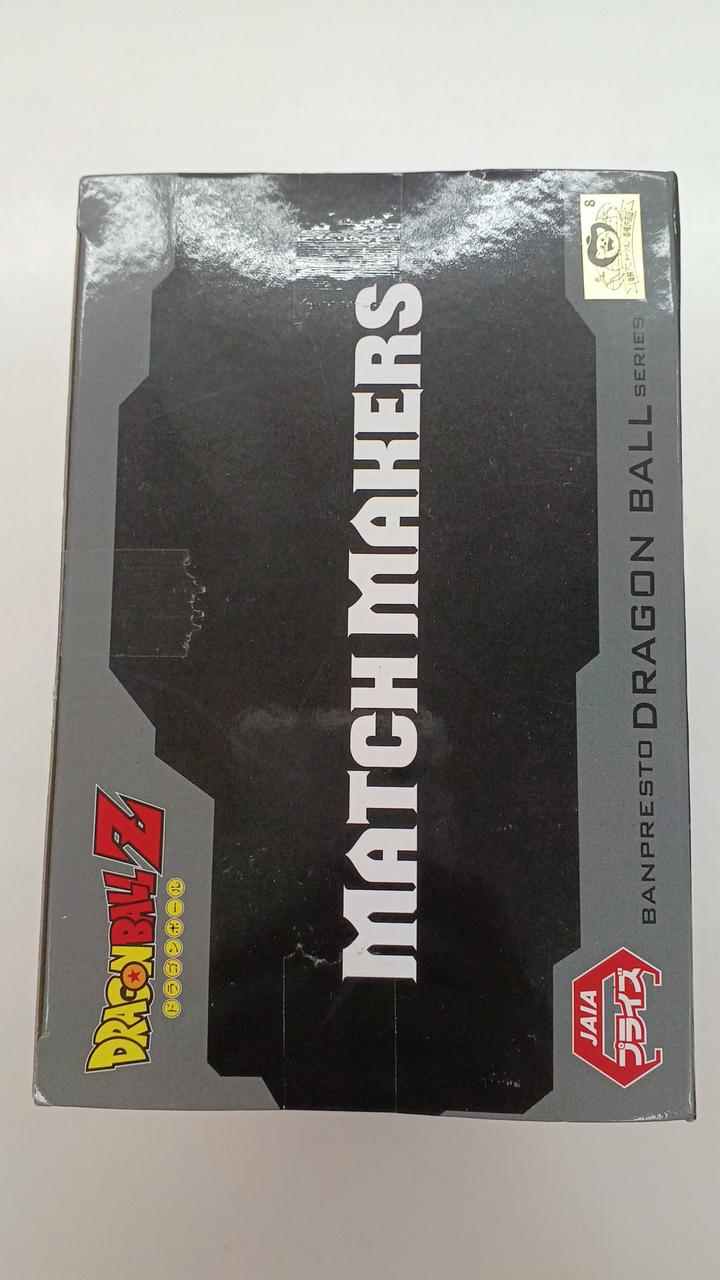 DRAGON BALL Z
ドラゴンボール
MATCH MAKERS
JAIA
プライズ
BANPRESTO DRAGON BALL SERIES
8